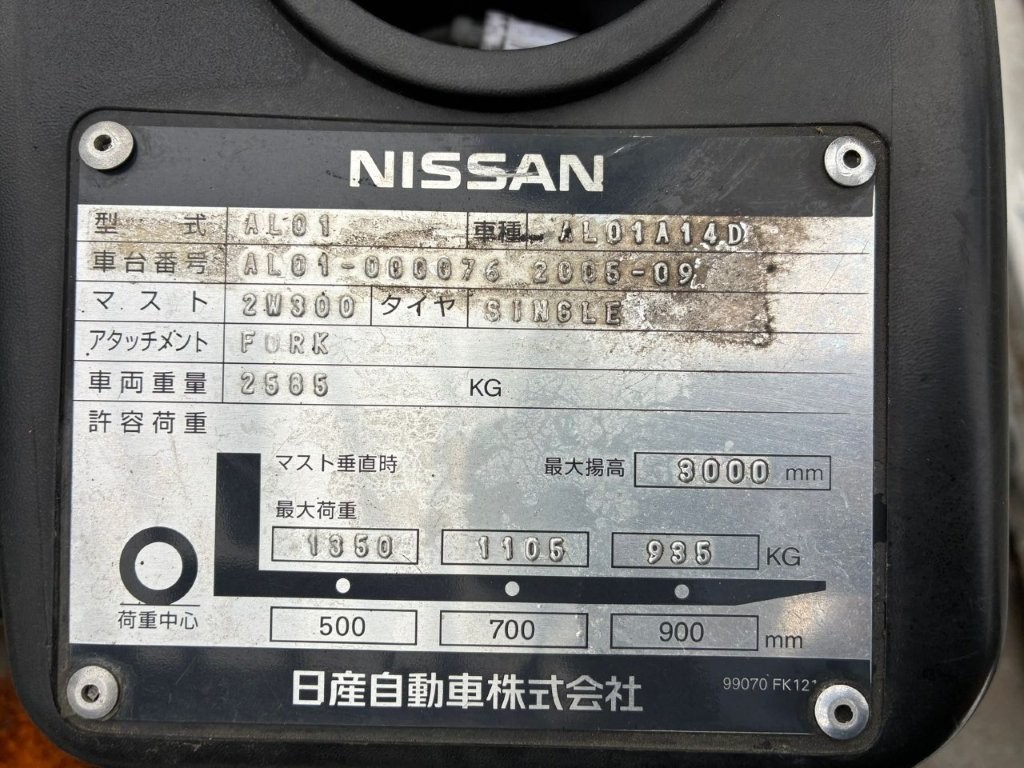 NISSAN
型 式 AL01 車種 AL01A14D
車台番号 AL01-000076 2005-09
マスト 2W300 タイヤ SINGLE
アタッチメント FORK
車両重量 2585 KG
許容荷重
マスト垂直時 最大揚高 3000 mm
最大荷重
1350 1105 935 KG
荷重中心 500 700 900 mm
日産自動車株式会社 99070 FK121